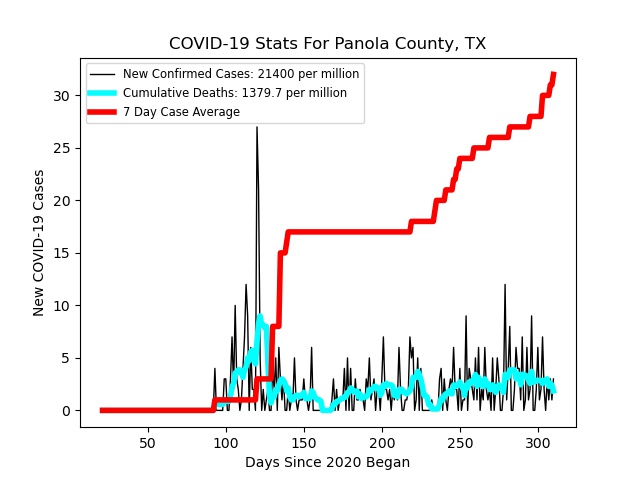 COVID-19 Stats For Panola County, TX
New Confirmed Cases: 21400 per million
Cumulative Deaths: 1379.7 per million
7 Day Case Average
New COVID-19 Cases
30
25
20
15
10
5
0
50 100 150 200 250 300
Days Since 2020 Began